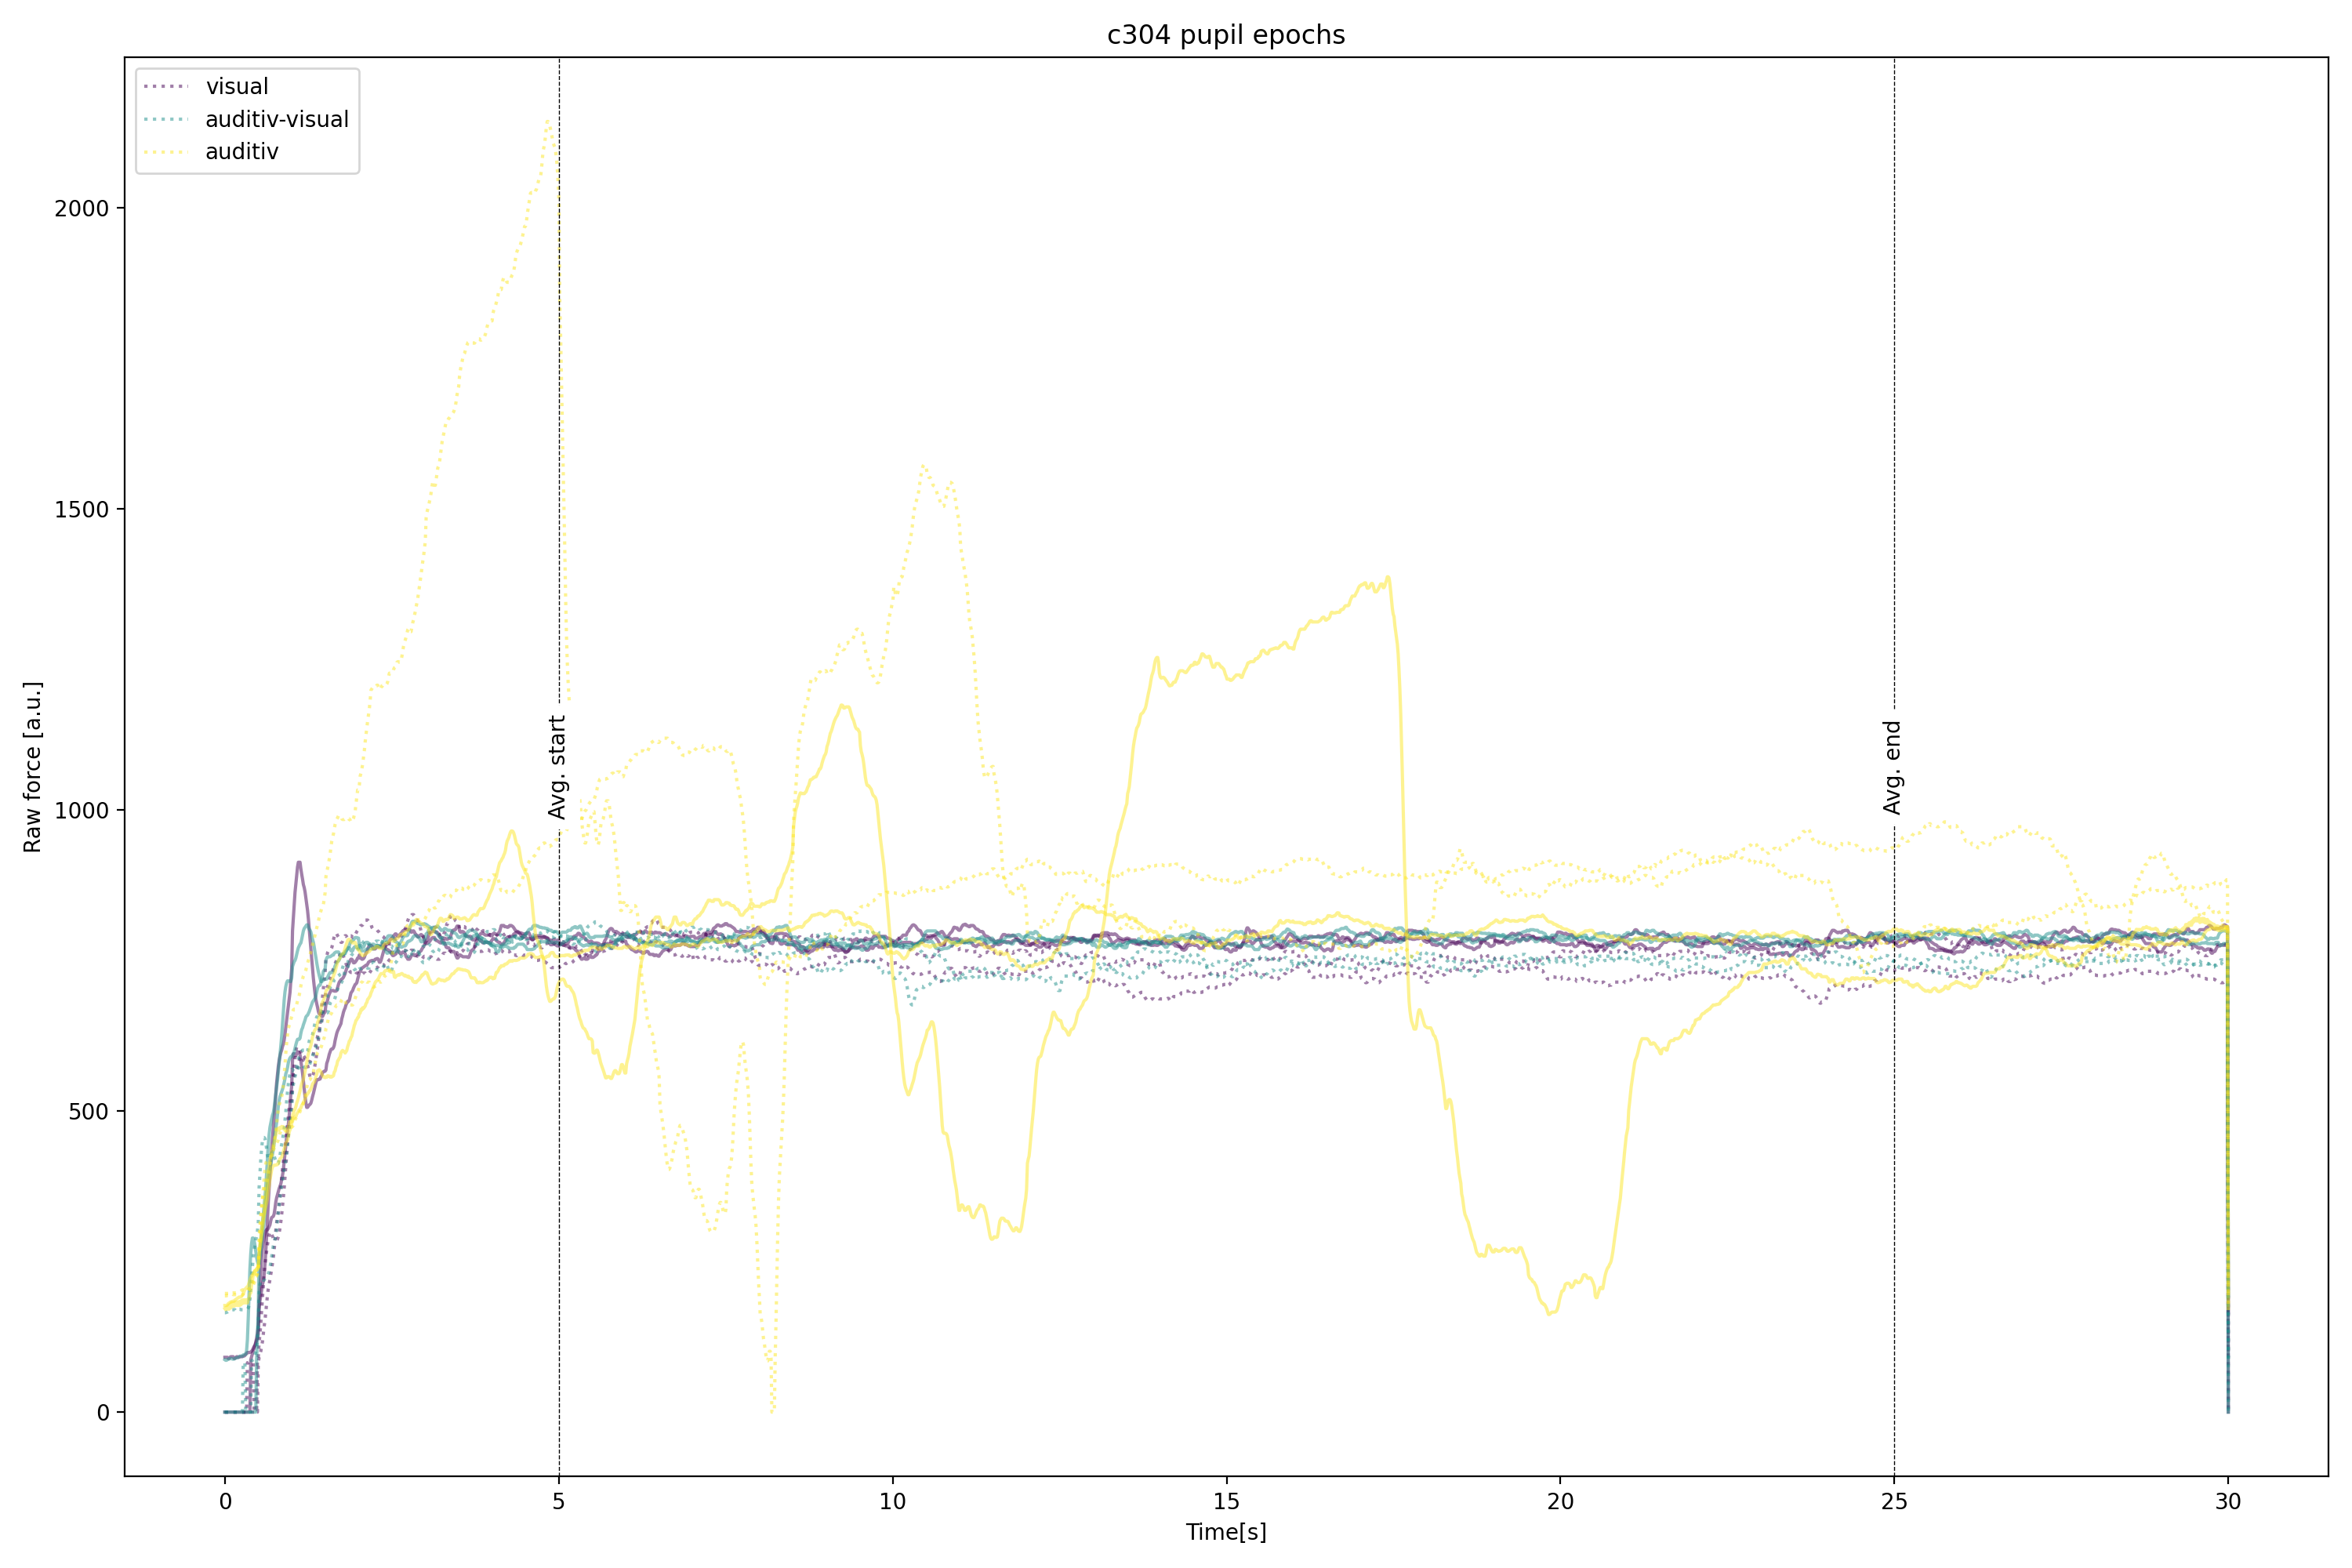 c304 pupil epochs
visual
auditiv-visual
auditiv
2000
1500
1000
500
0
Raw force [a.u.]
Avg. start
Avg. end
0 5 10 15 20 25 30
Time[s]